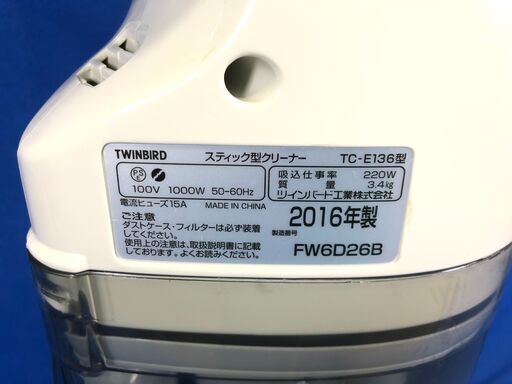 TWINBIRD スティック型クリーナー TC-E136型
PS E 100V 1000W 50-60Hz
電流ヒューズ15A MADE IN CHINA
吸込仕事率 220W
質量 3.4kg
ツインバード工業株式会社
ご注意
ダストケース・フィルターは必ず装着
してください。
使用上の注意は、取扱説明書に記載
しております。よくお読みください。
2016年製
製造番号
FW6D26B